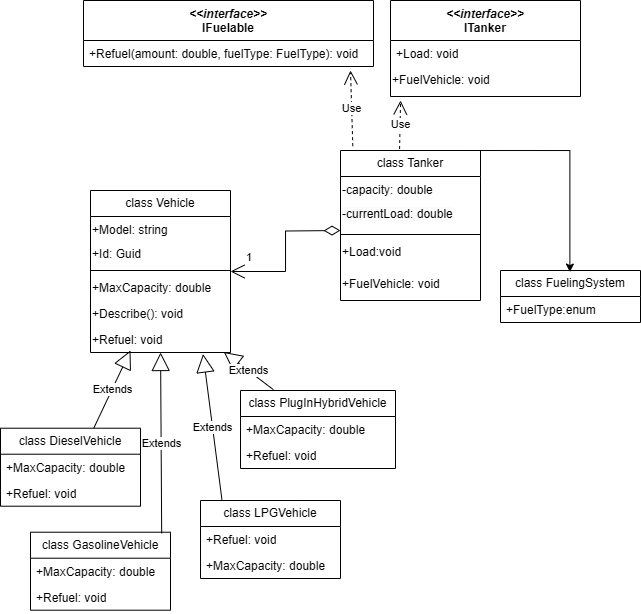 <<interface>>
IFuelable
+Refuel(amount: double, fuelType: FuelType): void
<<interface>>
ITanker
+Load: void
+FuelVehicle: void
Use
Use
class Tanker
-capacity: double
-currentLoad: double
+Load:void
+FuelVehicle: void
class Vehicle
+Model: string
+Id: Guid
+MaxCapacity: double
+Describe(): void
+Refuel: void
1
class FuelingSystem
+FuelType:enum
Extends
Extends
Extends
Extends
class PlugInHybridVehicle
+MaxCapacity: double
+Refuel: void
class DieselVehicle
+MaxCapacity: double
+Refuel: void
class LPGVehicle
+Refuel: void
+MaxCapacity: double
class GasolineVehicle
+MaxCapacity: double
+Refuel: void